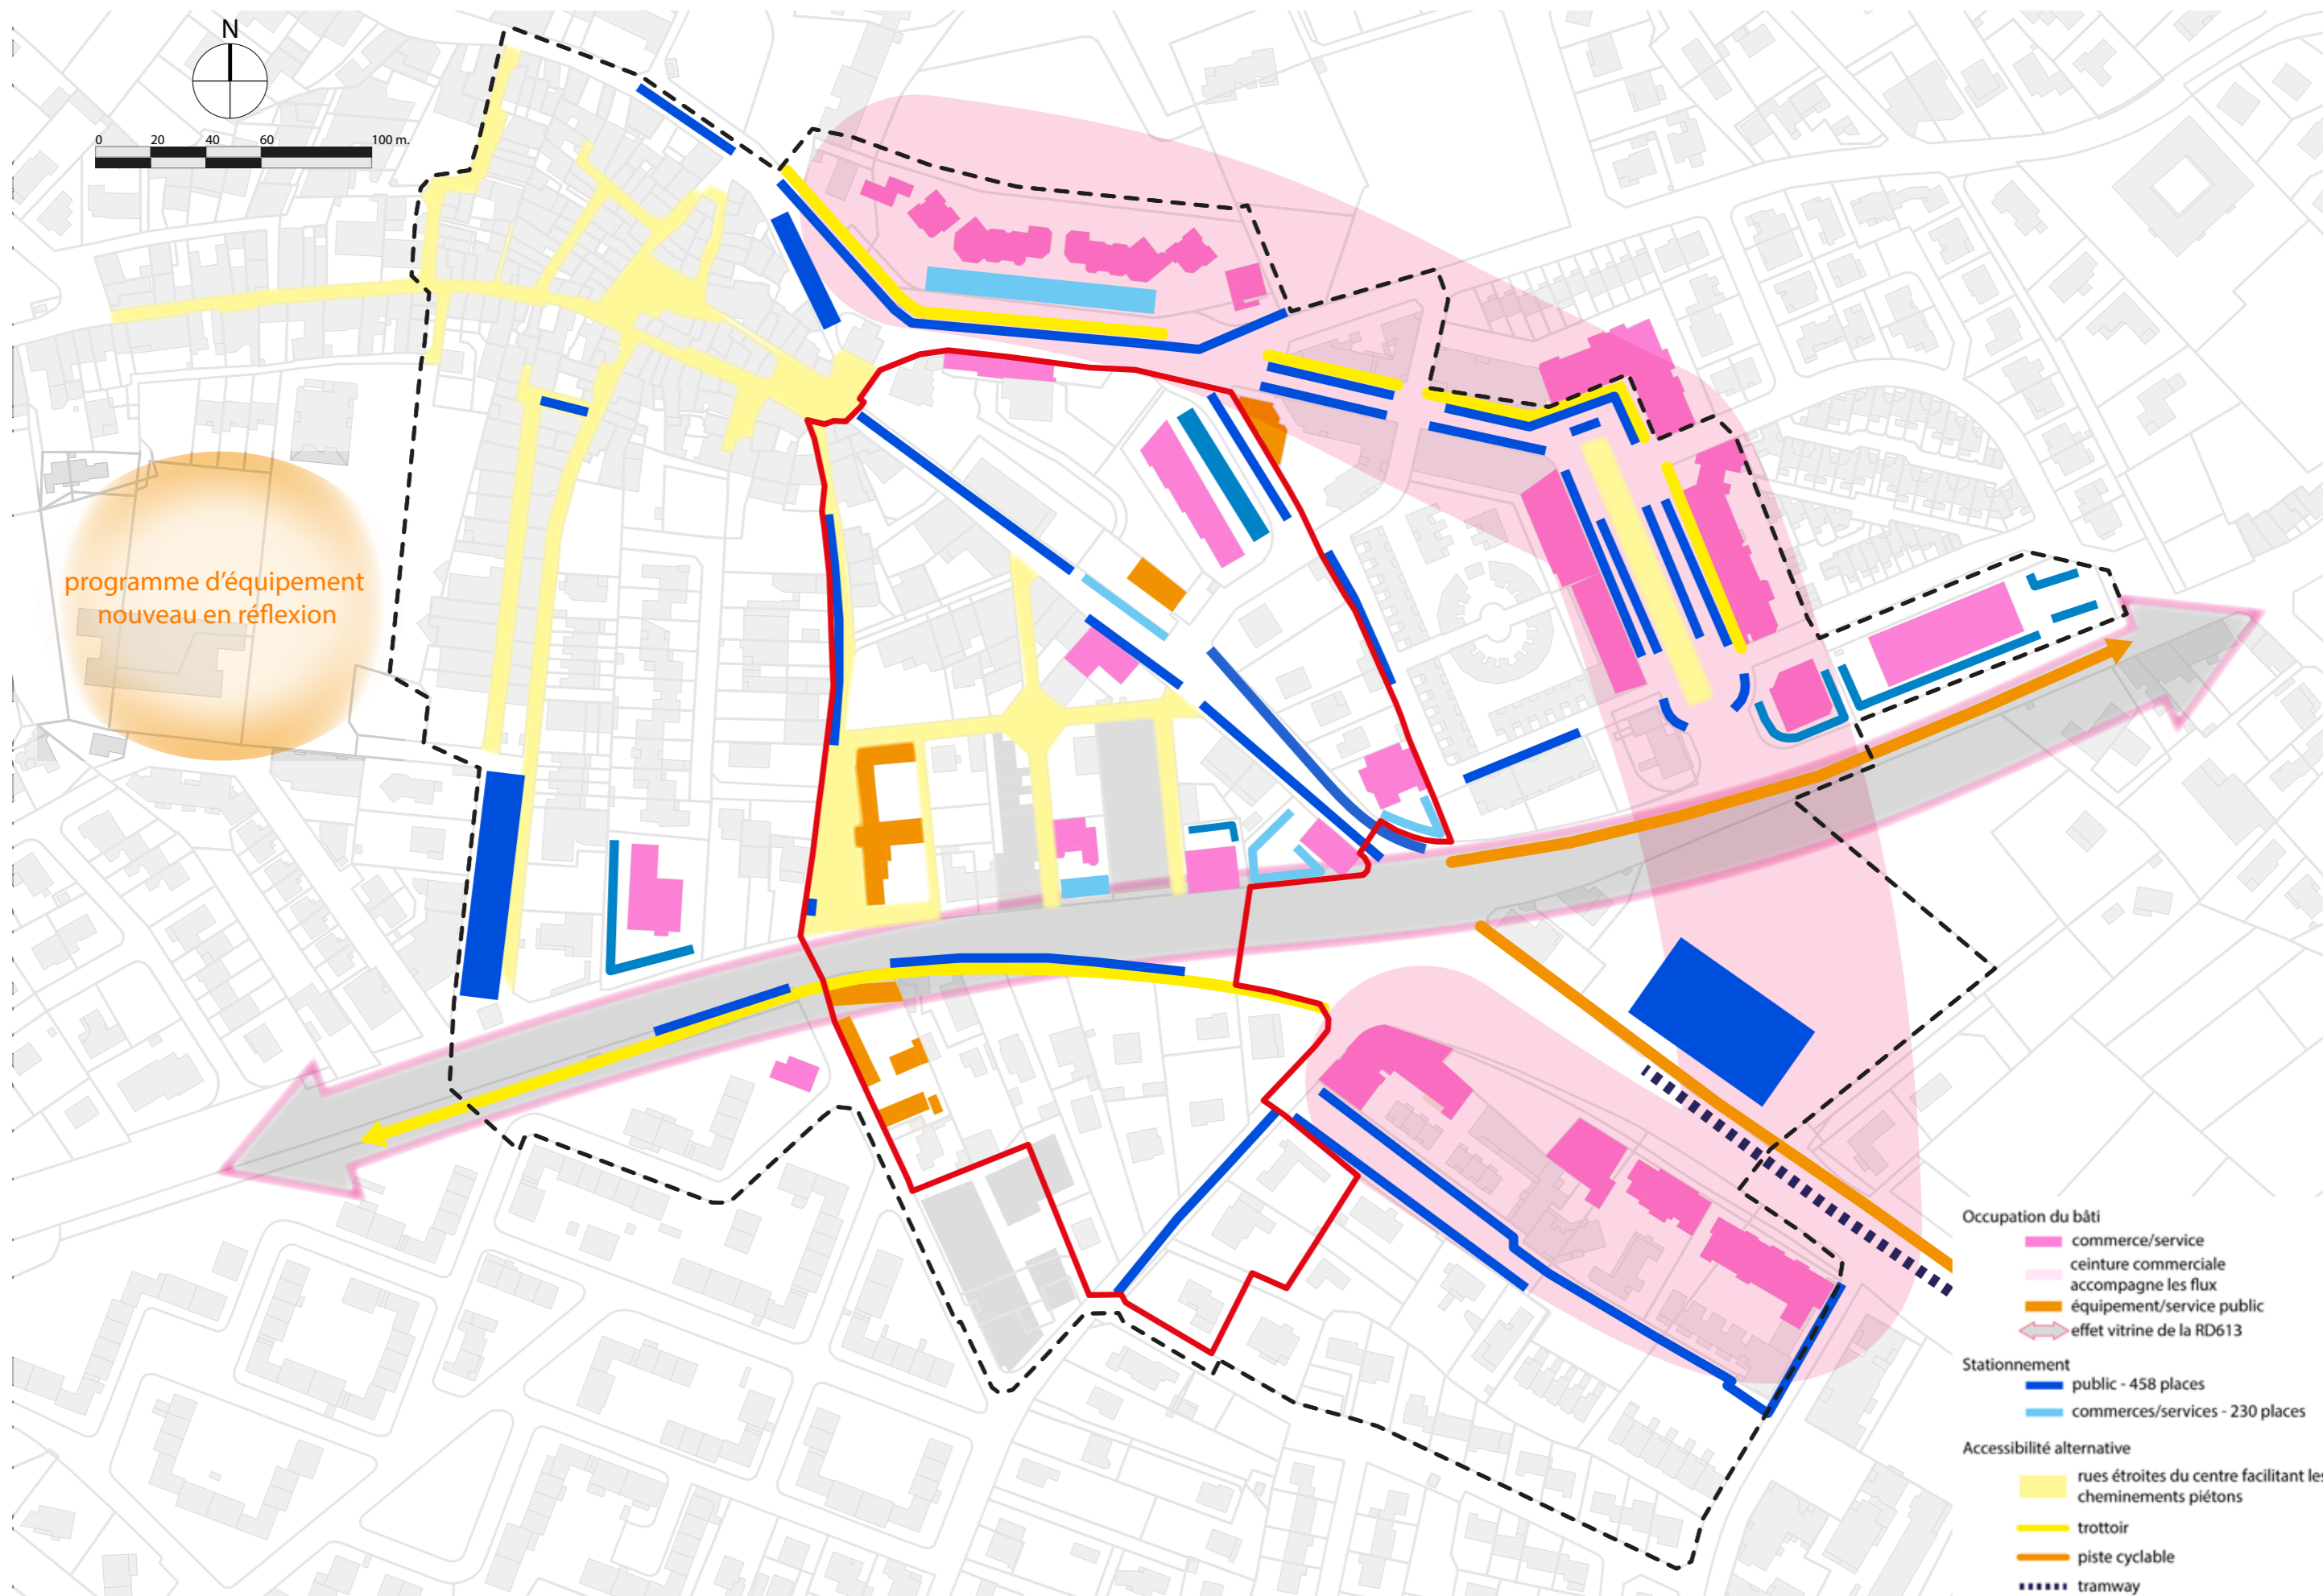 N
0 20 40 60 100 m.
programme d'équipement
nouveau en réflexion
Occupation du bâti
commerce/service
ceinture commerciale
accompagne les flux
équipement/service public
effet vitrine de la RD613
Stationnement
public - 458 places
commerces/services - 230 places
Accessibilité alternative
rues étroites du centre facilitant les
cheminements piétons
trottoir
piste cyclable
tramway